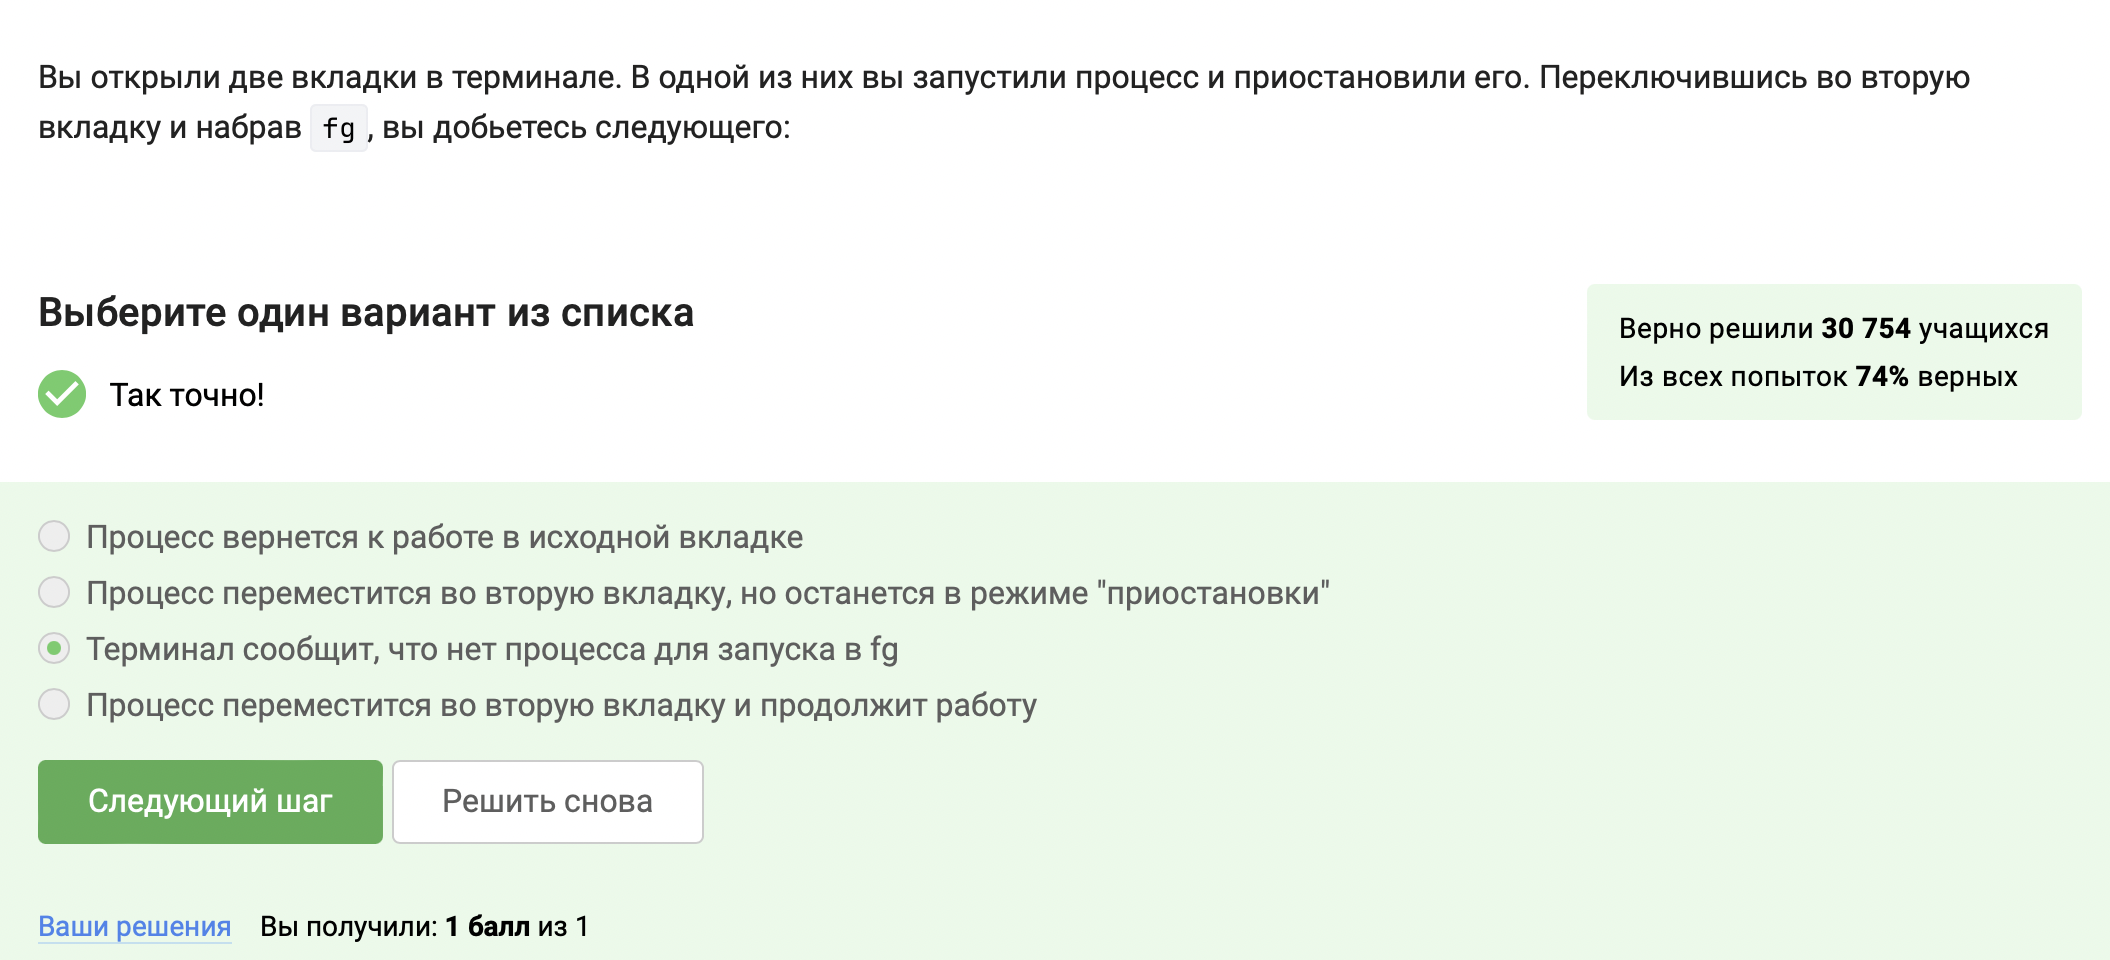 Вы открыли две вкладки в терминале. В одной из них вы запустили процесс и приостановили его. Переключившись во вторую
вкладку и набрав fg, вы добьетесь следующего:
Выберите один вариант из списка
Так точно!
Верно решили 30 754 учащихся
Из всех попыток 74% верных
Процесс вернется к работе в исходной вкладке
Процесс переместится во вторую вкладку, но останется в режиме "приостановки"
Терминал сообщит, что нет процесса для запуска в fg
Процесс переместится во вторую вкладку и продолжит работу
Следующий шаг
Решить снова
Ваши решения Вы получили: 1 балл из 1